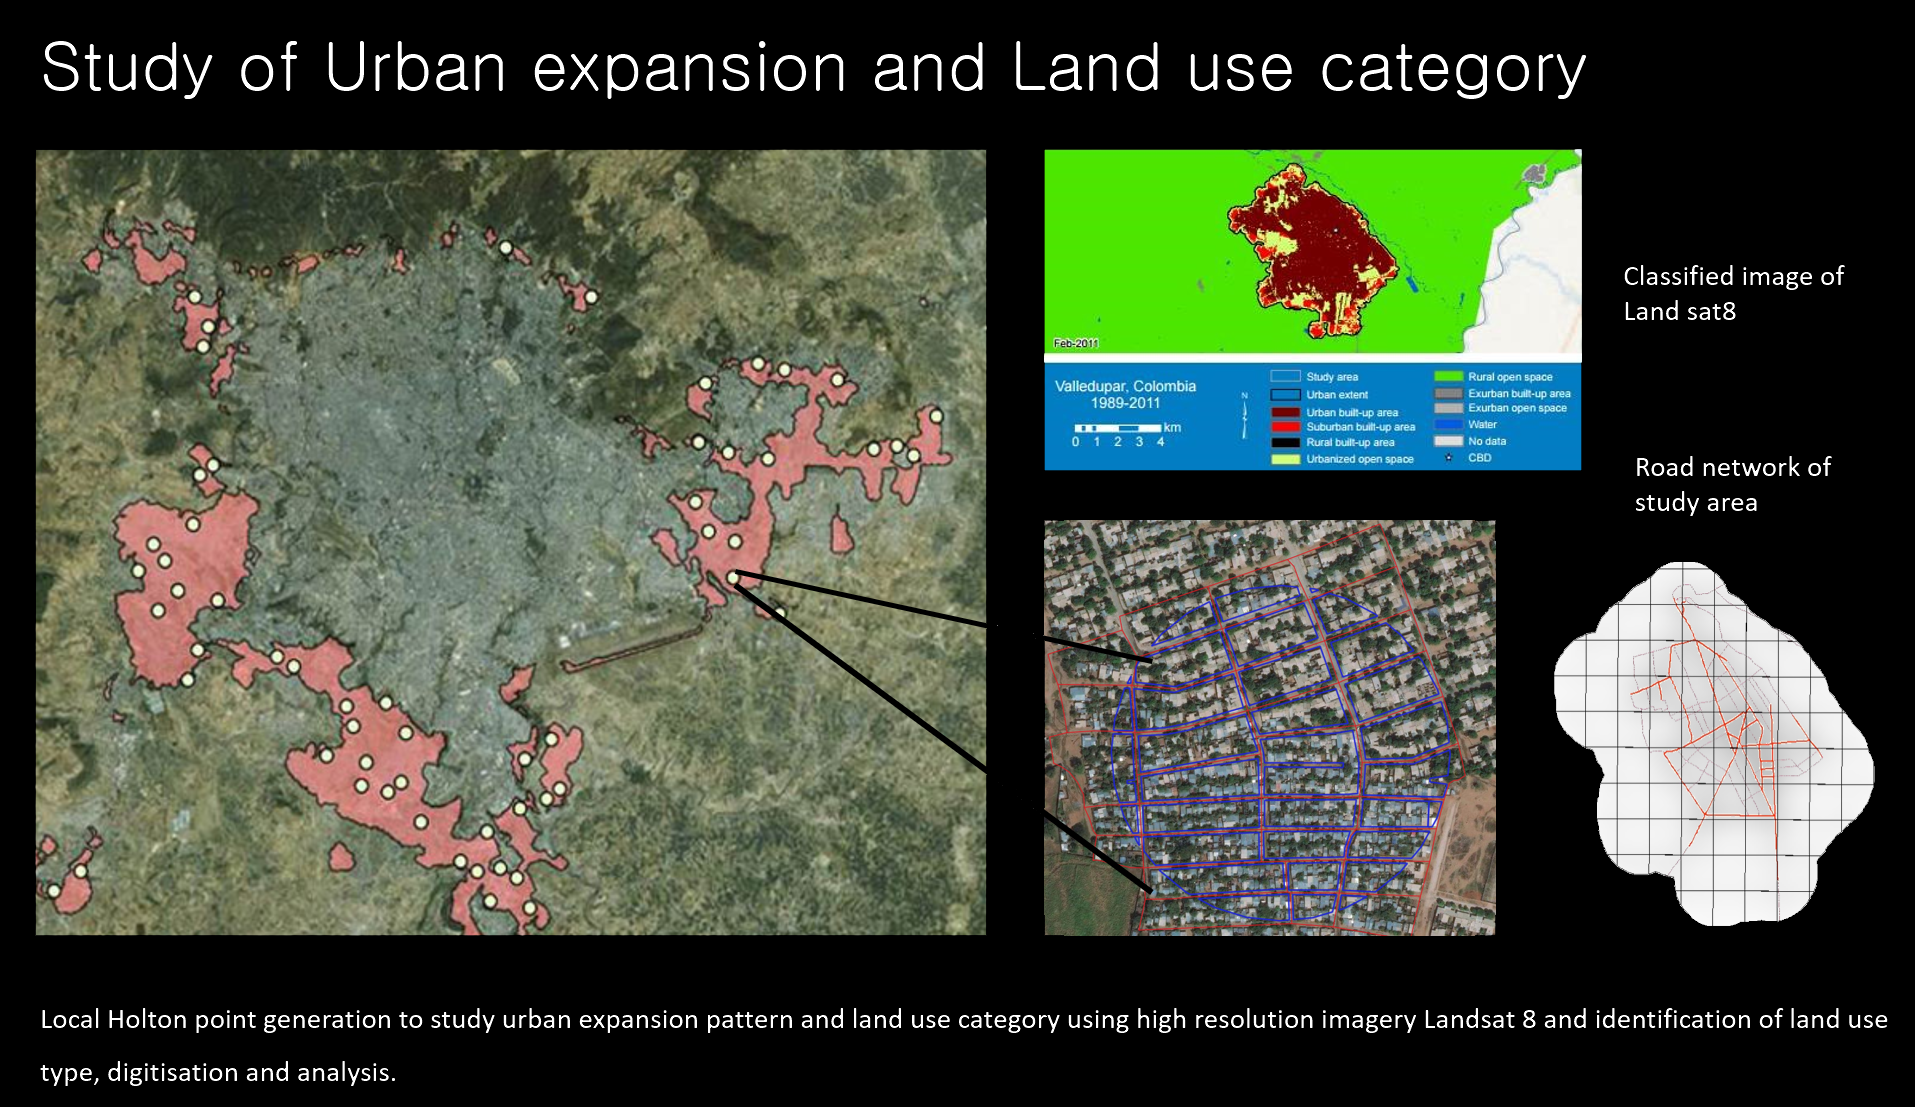 Study of Urban expansion and Land use category
Feb-2011
Valledupar, Colombia
1989-2011
km
0 1 2 3 4
N
Study area
Urban extent
Urban built-up area
Suburban built-up area
Rural built-up area
Urbanized open space
Rural open space
Exurban built-up area
Exurban open space
Water
No data
CBD
Classified image of
Land sat8
Road network of
study area
Local Holton point generation to study urban expansion pattern and land use category using high resolution imagery Landsat 8 and identification of land use
type, digitisation and analysis.